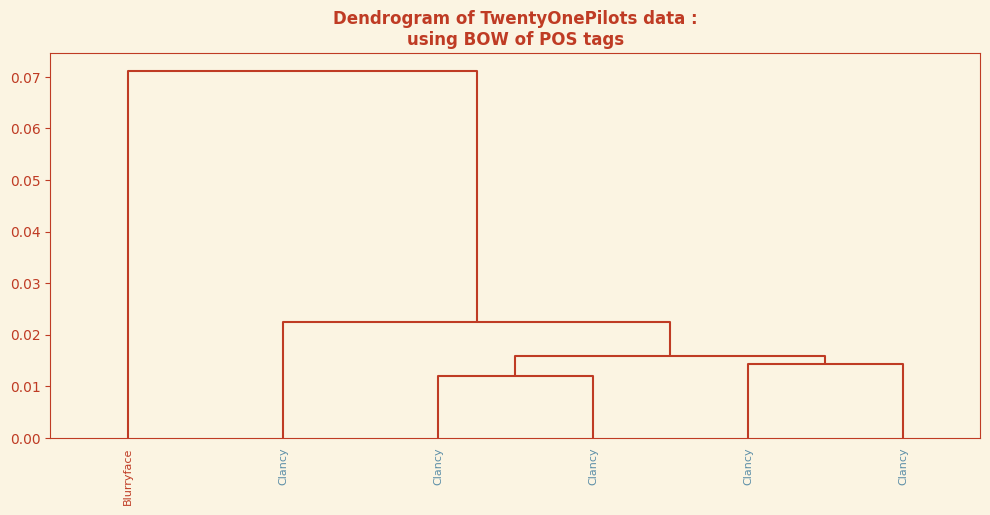 Dendrogram of TwentyOnePilots data :
using BOW of POS tags
0.07
0.06
0.05
0.04
0.03
0.02
0.01
0.00
Blurryface
Clancy
Clancy
Clancy
Clancy
Clancy